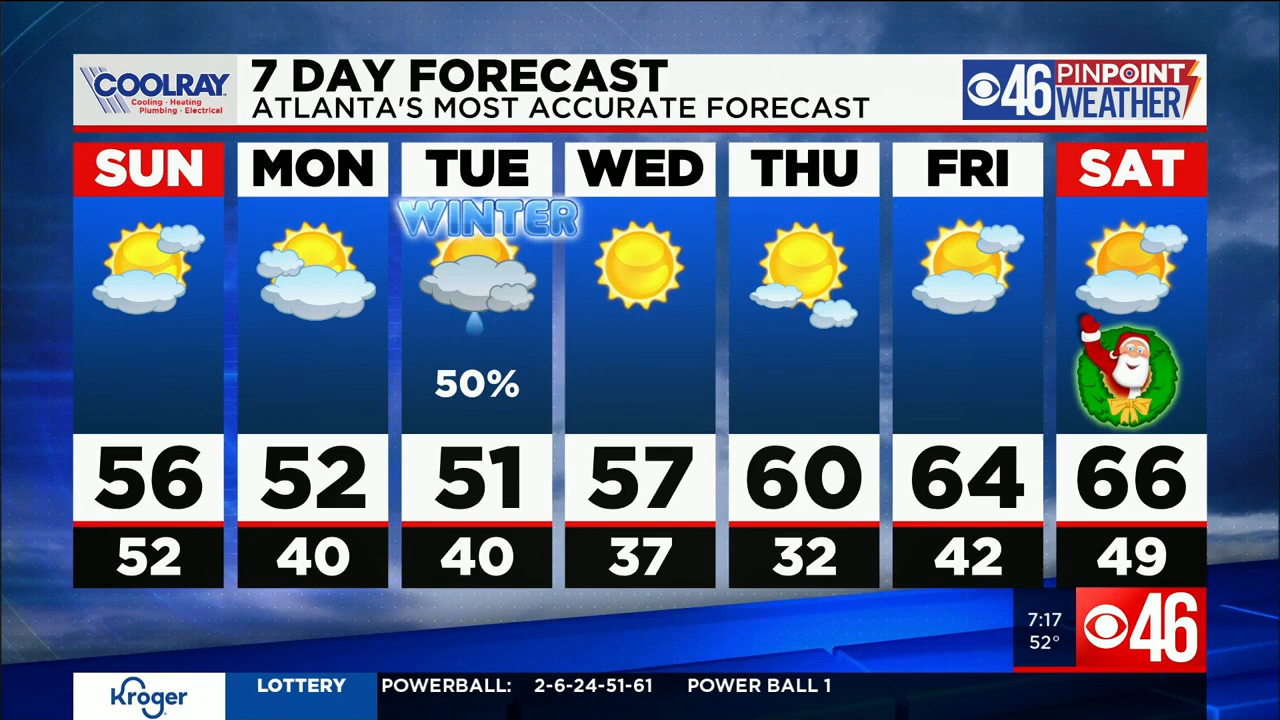 COOLRAY
Cooling · Heating
Plumbing · Electrical
7 DAY FORECAST
ATLANTA'S MOST ACCURATE FORECAST
46 PINPOINT
WEATHER
SUN MON TUE WED THU FRI SAT
WINTER
50%
56 52 51 57 60 64 66
52 40 40 37 32 42 49
7:17
52°
46
Kroger
LOTTERY
POWERBALL: 2-6-24-51-61 POWER BALL 1